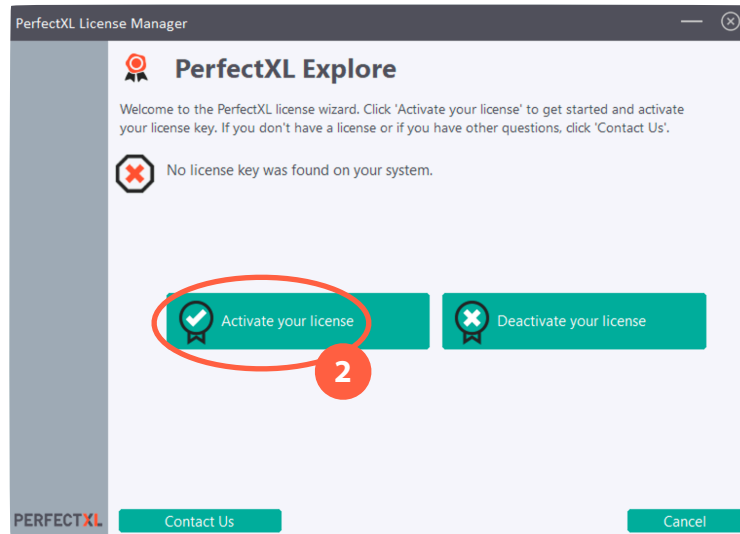 PerfectXL License Manager
PerfectXL Explore
Welcome to the PerfectXL license wizard. Click 'Activate your license' to get started and activate
your license key. If you don't have a license or if you have other questions, click 'Contact Us'.
No license key was found on your system.
Activate your license
Deactivate your license
2
PERFECTXL
Contact Us
Cancel